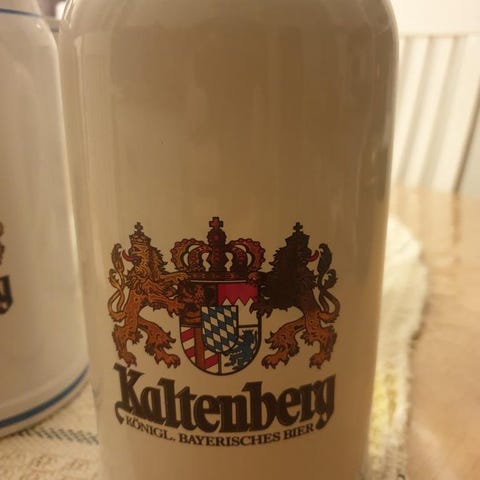 Kaltenberg
KÖNIGL. BAYERISCHES BIER